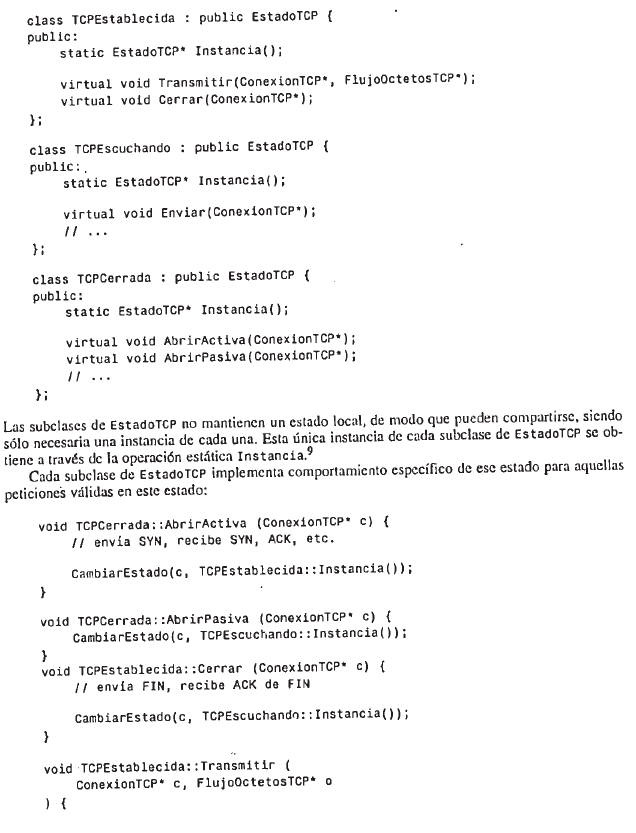 class TCPEstablecida : public EstadoTCP {
public:
static EstadoTCP* Instancia();
virtual void Transmitir(ConexionTCP*, FlujoOctetosTCP*);
virtual void Cerrar(ConexionTCP*);
};
class TCPEscuchando : public EstadoTCP {
public:
static EstadoTCP* Instancia();
virtual void Enviar(ConexionTCP*);
// ...
};
class TCPCerrada : public EstadoTCP {
public:
static EstadoTCP* Instancia();
virtual void AbrirActiva(ConexionTCP*);
virtual void AbrirPasiva(ConexionTCP*);
// ...
};
Las subclases de EstadoTCP no mantienen un estado local, de modo que pueden compartirse, siendo
sólo necesaria una instancia de cada una. Esta única instancia de cada subclase de EstadoTCP se ob-
tiene a través de la operación estática Instancia.9
Cada subclase de EstadoTCP implementa comportamiento específico de ese estado para aquellas
peticiones válidas en este estado:
void TCPCerrada::AbrirActiva (ConexionTCP* c) {
// envía SYN, recibe SYN, ACK, etc.
CambiarEstado(c, TCPEstablecida::Instancia());
}
void TCPCerrada::AbrirPasiva (ConexionTCP* c) {
CambiarEstado(c, TCPEscuchando::Instancia());
}
void TCPEstablecida::Cerrar (ConexionTCP* c) {
// envía FIN, recibe ACK de FIN
CambiarEstado(c, TCPEscuchando::Instancia());
}
void TCPEstablecida::Transmitir (
ConexionTCP* c, FlujoOctetosTCP* o
) {